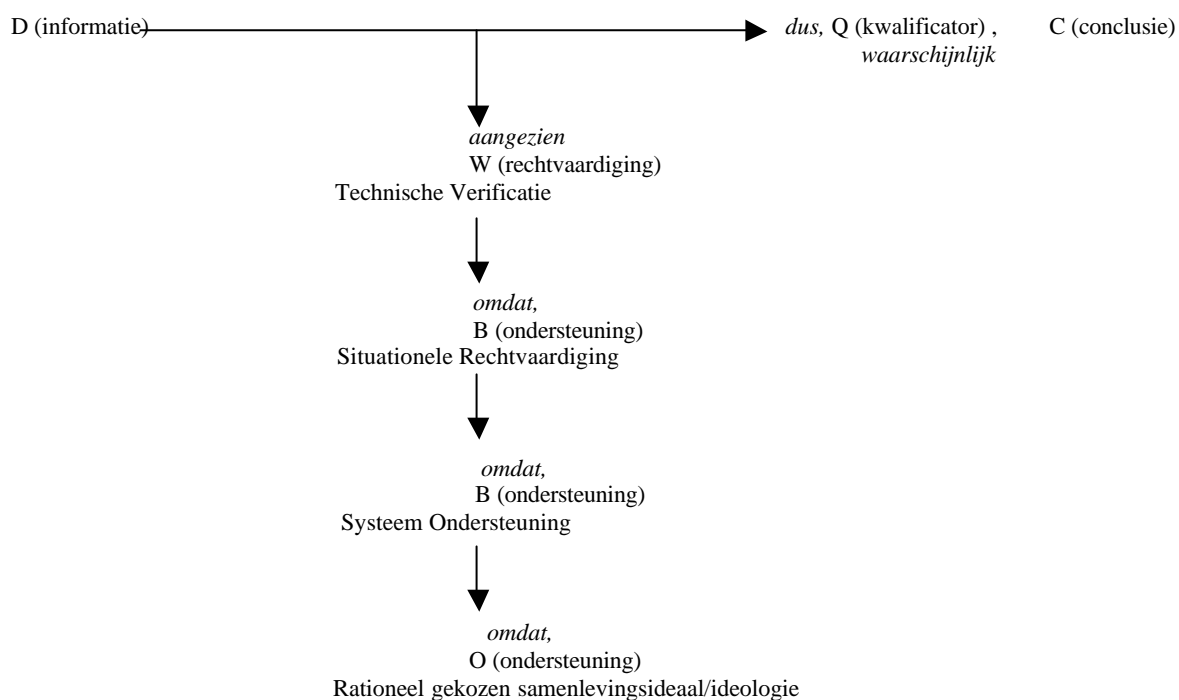 D (informatie) dus, Q (kwalificator) , C (conclusie)
waarschijnlijk
aangezien
W (rechtvaardiging)
Technische Verificatie
omdat,
B (ondersteuning)
Situationele Rechtvaardiging
omdat,
B (ondersteuning)
Systeem Ondersteuning
omdat,
O (ondersteuning)
Rationeel gekozen samenlevingsideaal/ideologie